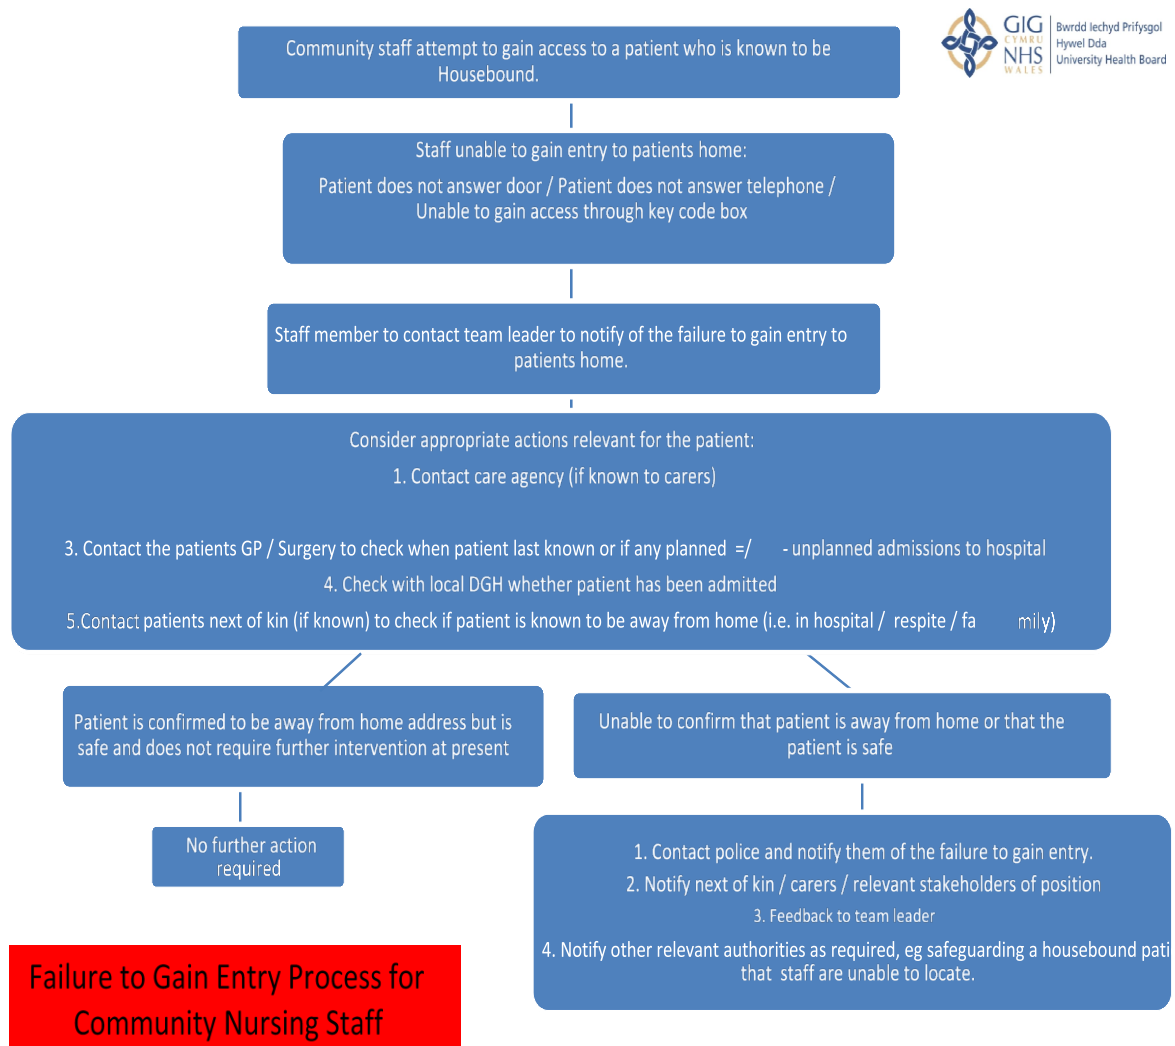 GIG
CYMRU
NHS
WALES
Bwrdd Iechyd Prifysgol
Hywel Dda
University Health Board
Community staff attempt to gain access to a patient who is known to be
Housebound.
Staff unable to gain entry to patients home:
Patient does not answer door / Patient does not answer telephone /
Unable to gain access through key code box
Staff member to contact team leader to notify of the failure to gain entry to
patients home.
Consider appropriate actions relevant for the patient:
1. Contact care agency (if known to carers)
3. Contact the patients GP / Surgery to check when patient last known or if any planned =/ - unplanned admissions to hospital
4. Check with local DGH whether patient has been admitted
5.Contact patients next of kin (if known) to check if patient is known to be away from home (i.e. in hospital / respite / fa mily)
Patient is confirmed to be away from home address but is
safe and does not require further intervention at present
No further action
required
Unable to confirm that patient is away from home or that the
patient is safe
1. Contact police and notify them of the failure to gain entry.
2. Notify next of kin / carers / relevant stakeholders of position
3. Feedback to team leader
4. Notify other relevant authorities as required, eg safeguarding a housebound pati
that staff are unable to locate.
Failure to Gain Entry Process for
Community Nursing Staff